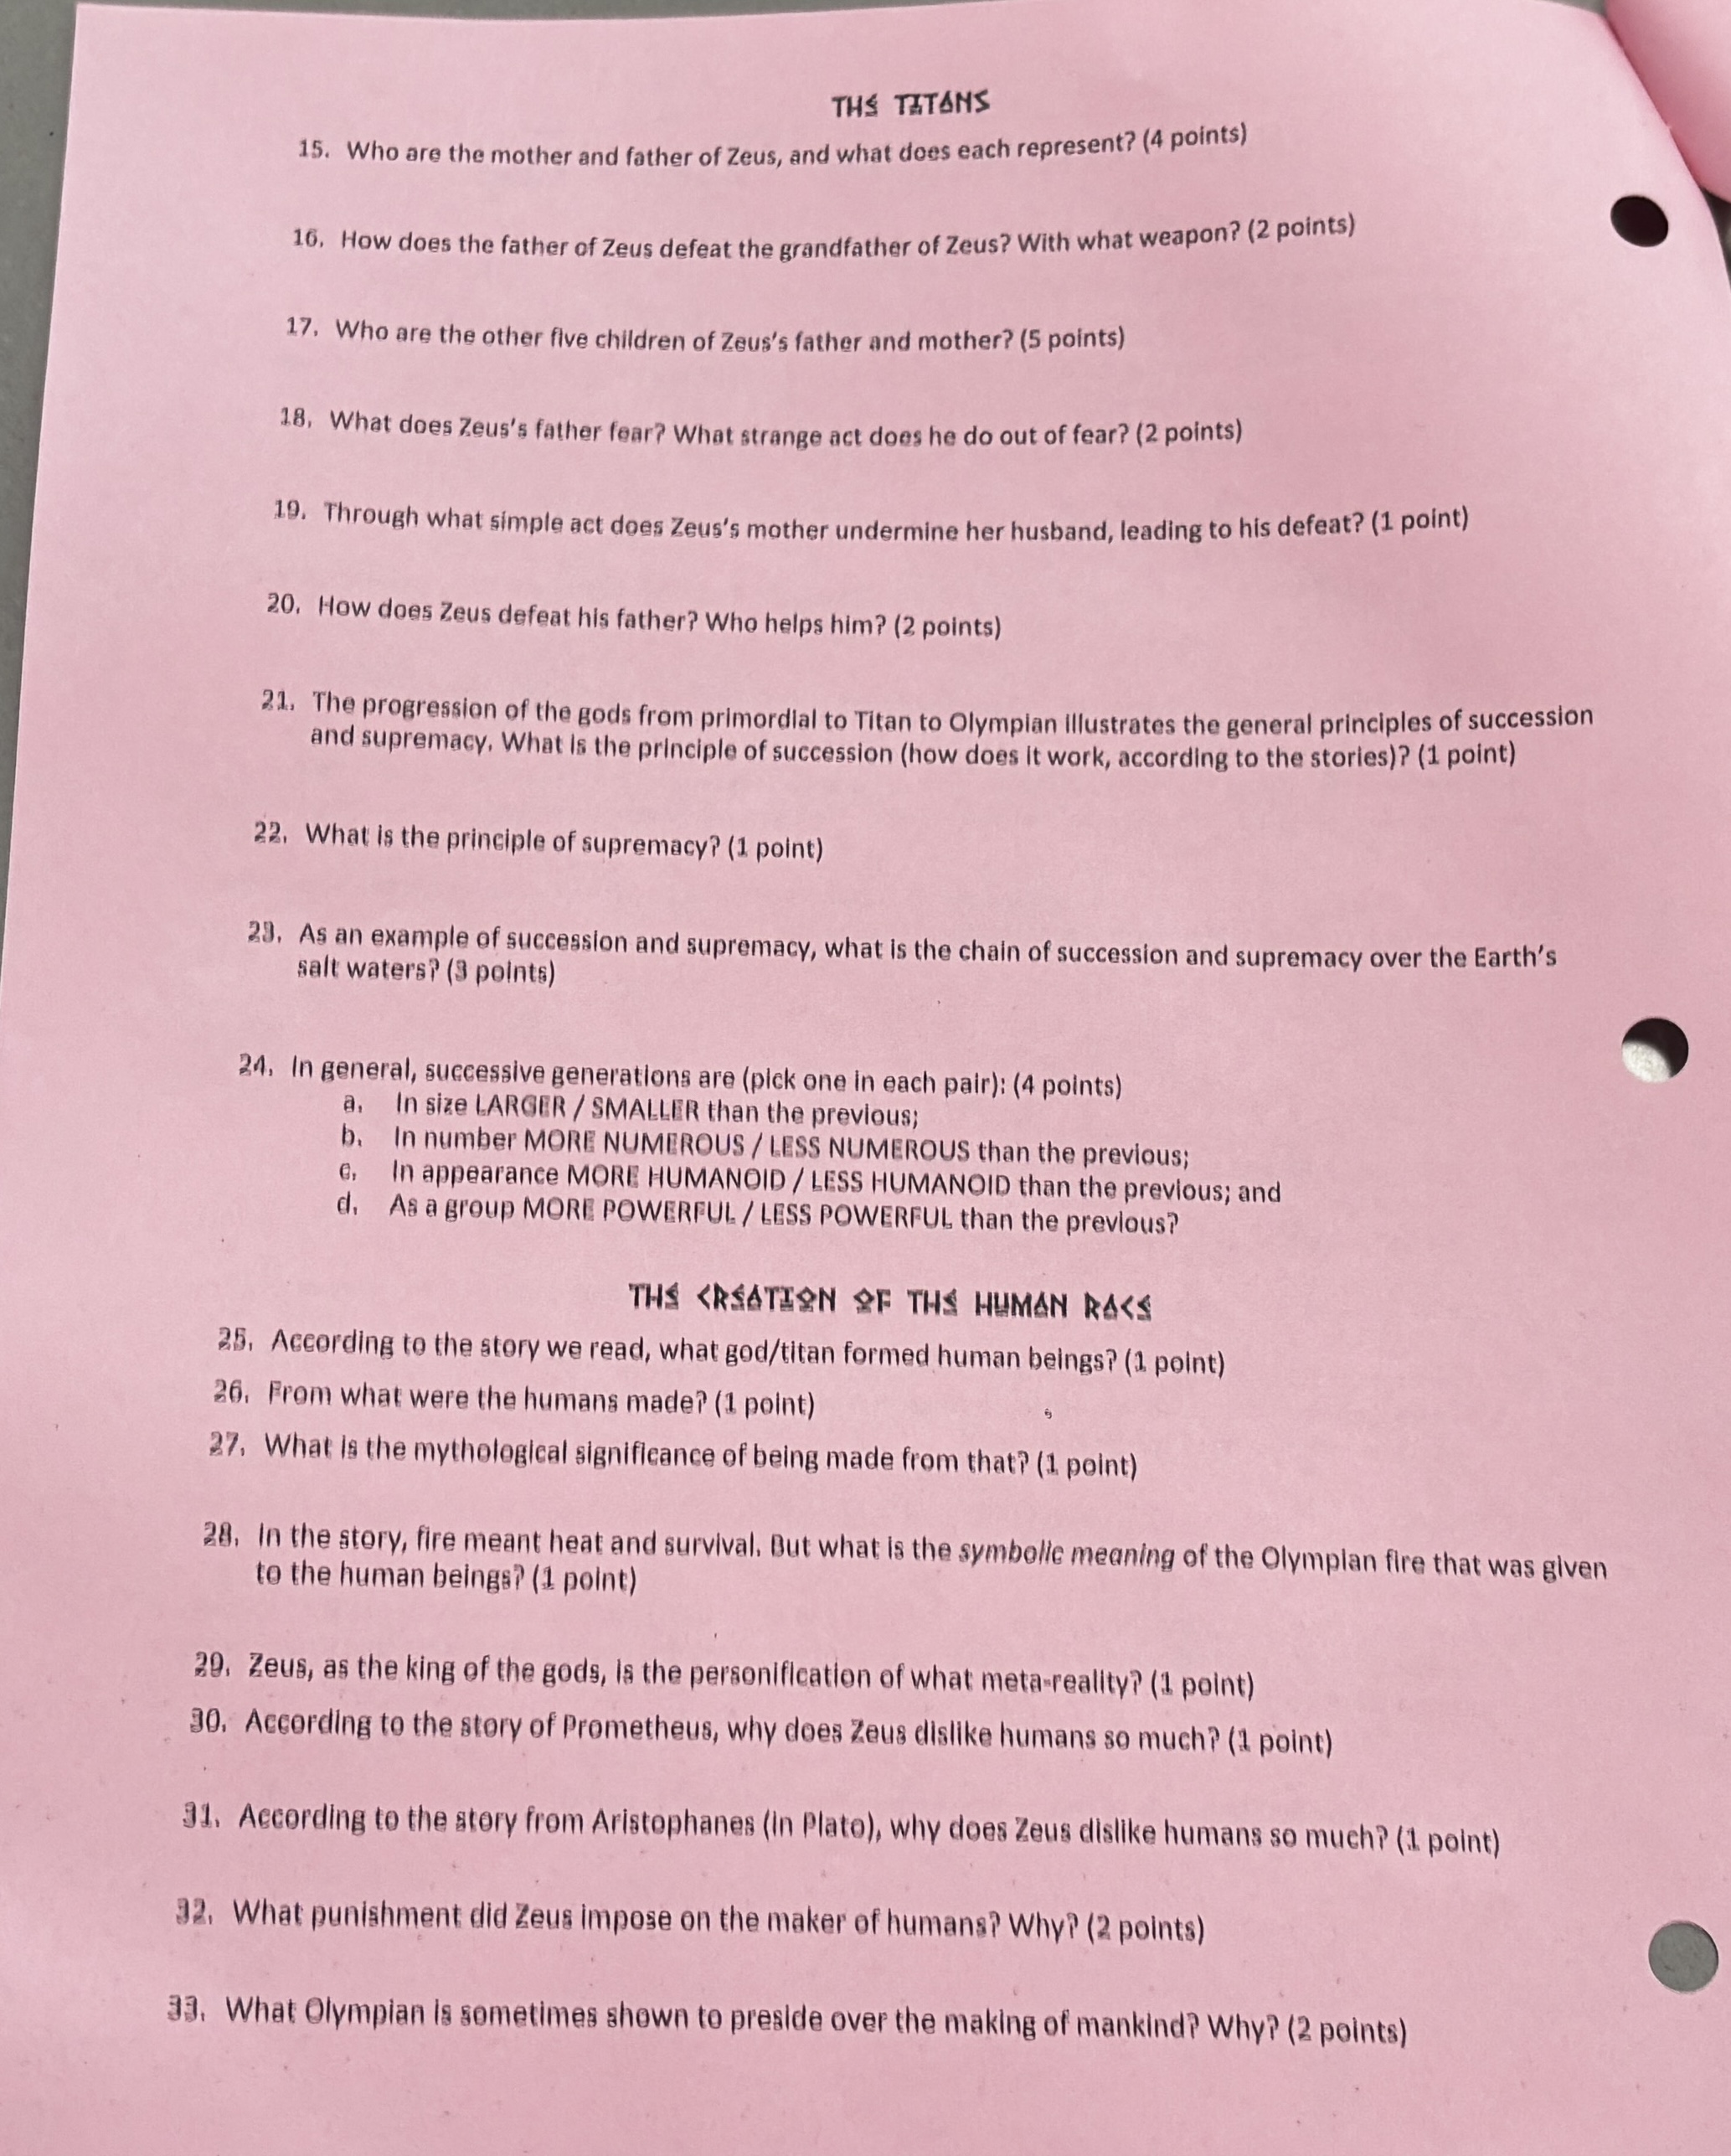 THE TITANS
15. Who are the mother and father of Zeus, and what does each represent? (4 points)
16. How does the father of Zeus defeat the grandfather of Zeus? With what weapon? (2 points)
17. Who are the other five children of Zeus's father and mother? (5 points)
18. What does Zeus's father fear? What strange act does he do out of fear? (2 points)
19. Through what simple act does Zeus's mother undermine her husband, leading to his defeat? (1 point)
20. How does Zeus defeat his father? Who helps him? (2 points)
21. The progression of the gods from primordial to Titan to Olympian illustrates the general principles of succession
and supremacy. What is the principle of succession (how does it work, according to the stories)? (1 point)
22. What is the principle of supremacy? (1 point)
23. As an example of succession and supremacy, what is the chain of succession and supremacy over the Earth's
salt waters? (3 points)
24. In general, successive generations are (pick one in each pair): (4 points)
a. In size LARGER / SMALLER than the previous;
b. In number MORE NUMEROUS / LESS NUMEROUS than the previous;
c. In appearance MORE HUMANOID / LESS HUMANOID than the previous; and
d. As a group MORE POWERFUL / LESS POWERFUL than the previous?
THE CREATION OF THE HUMAN RACE
25. According to the story we read, what god/titan formed human beings? (1 point)
26. From what were the humans made? (1 point)
27. What is the mythological significance of being made from that? (1 point)
28. In the story, fire meant heat and survival. But what is the symbolic meaning of the Olympian fire that was given
to the human beings? (1 point)
29. Zeus, as the king of the gods, is the personification of what meta-reality? (1 point)
30. According to the story of Prometheus, why does Zeus dislike humans so much? (1 point)
31. According to the story from Aristophanes (in Plato), why does Zeus dislike humans so much? (1 point)
32. What punishment did Zeus impose on the maker of humans? Why? (2 points)
33. What Olympian is sometimes shown to preside over the making of mankind? Why? (2 points)